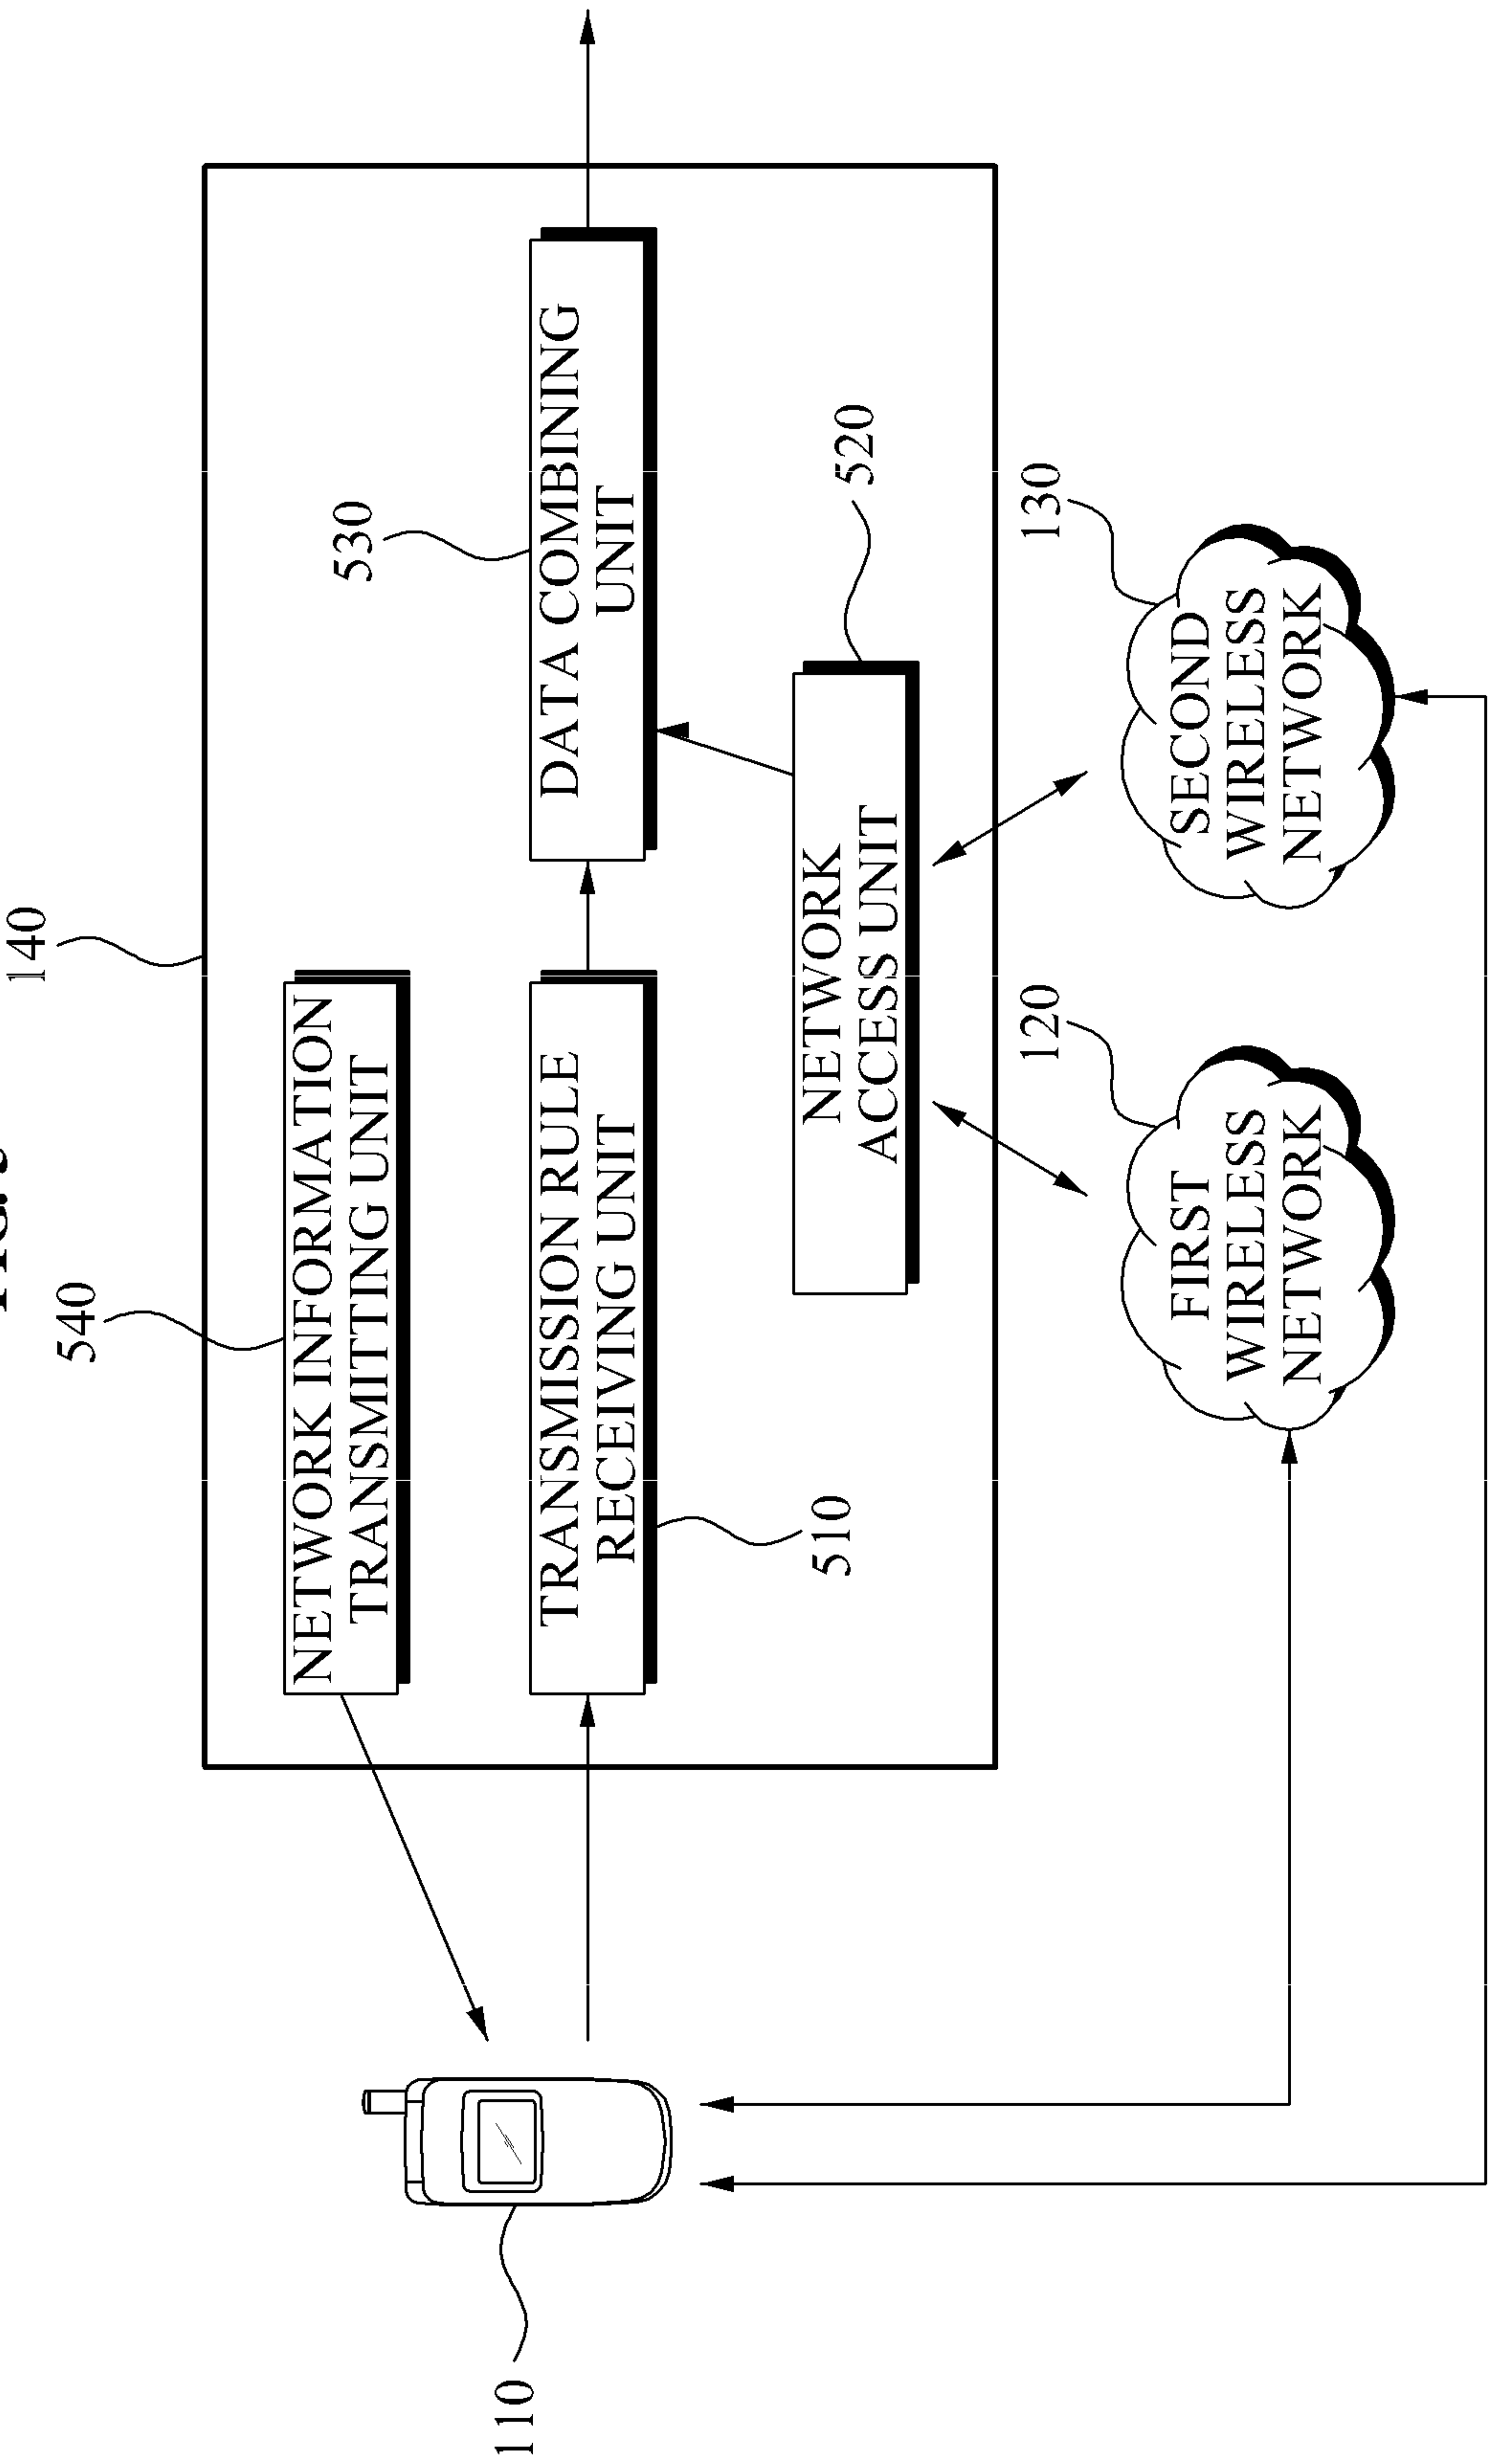 140
540
NETWORK INFORMATION
TRANSMITTING UNIT
530
TRANSMISSION RULE
RECEIVING UNIT
DATA COMBINING
UNIT
110
510
520
NETWORK
ACCESS UNIT
120
130
FIRST
WIRELESS
NETWORK
SECOND
WIRELESS
NETWORK